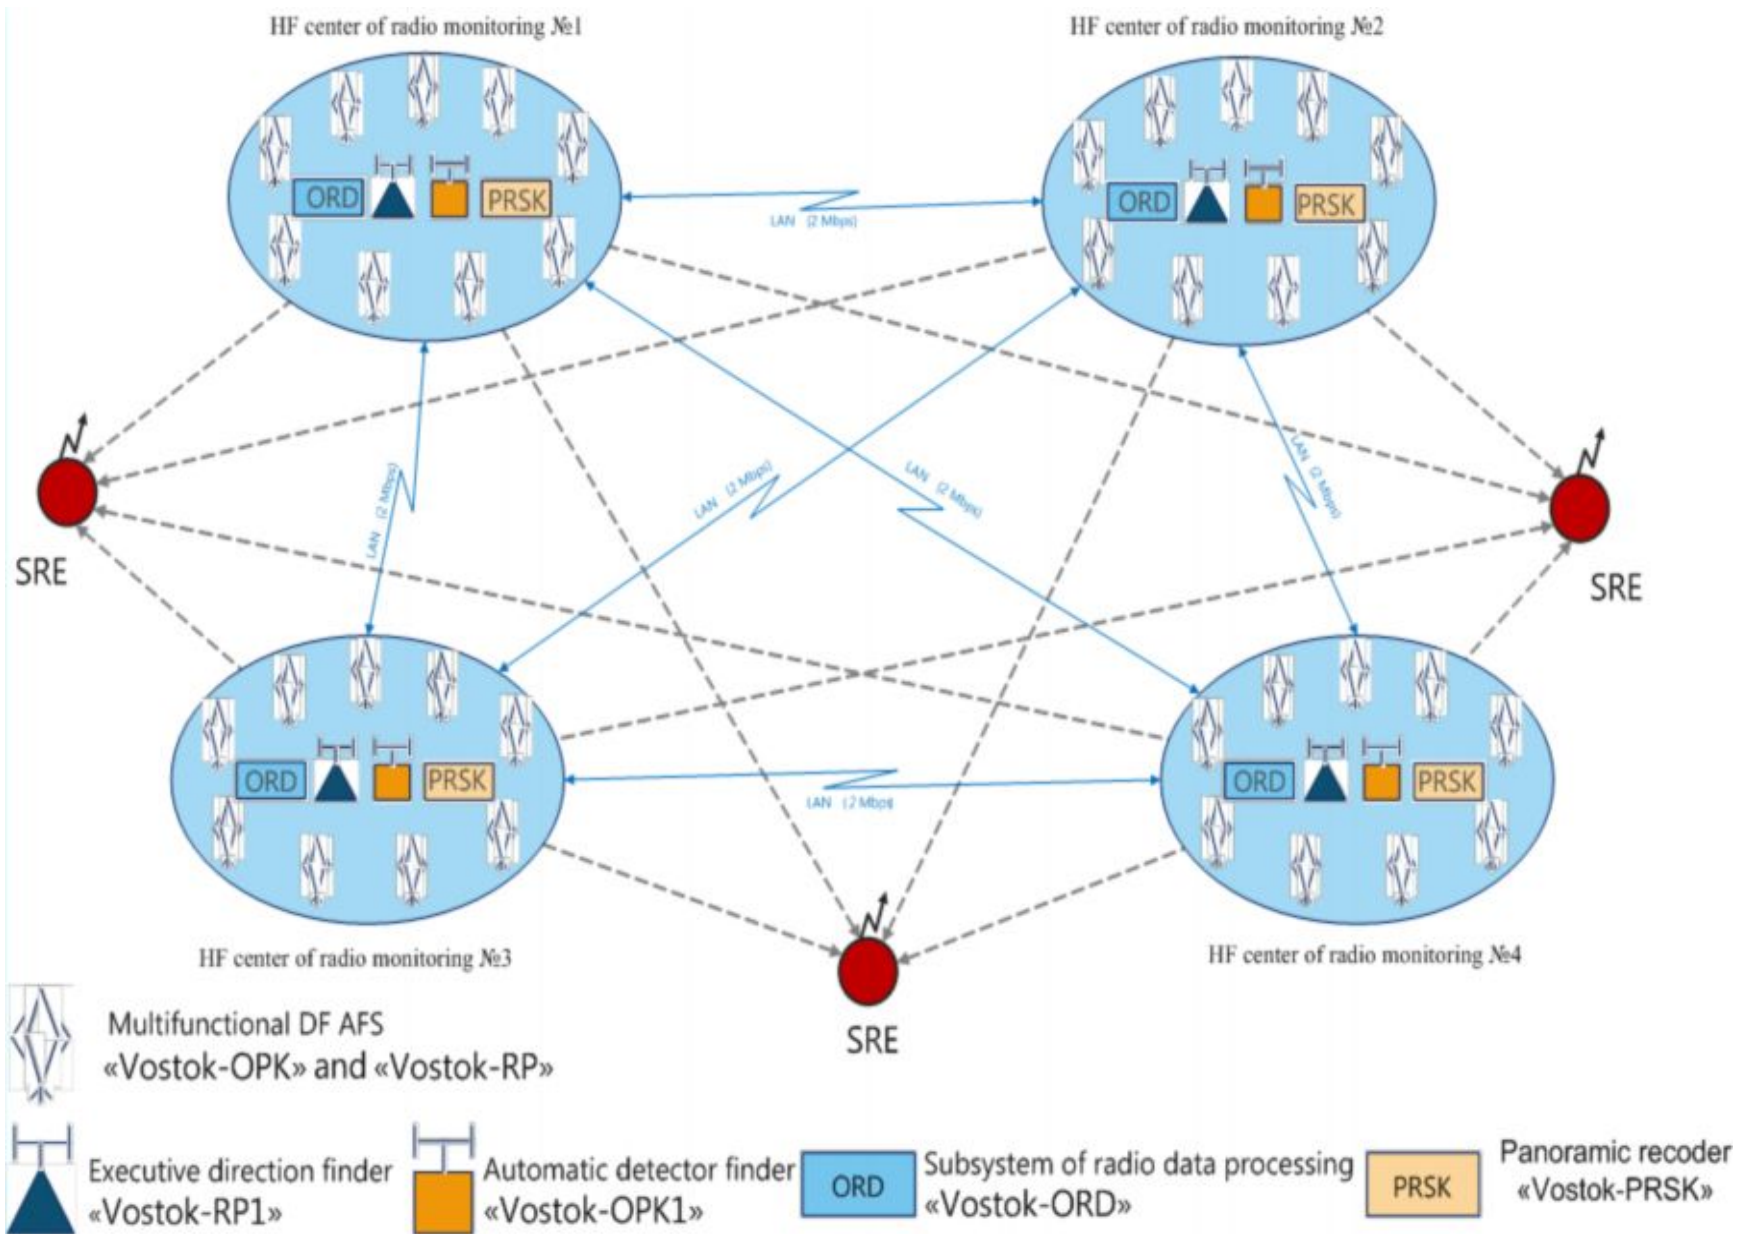 HF center of radio monitoring №1
HF center of radio monitoring №2
ORD PRSK
ORD PRSK
LAN (2 Mbps)
LAN (2 Mbps)
LAN (2 Mbps)
LAN (2 Mbps)
LAN (2 Mbps)
SRE
SRE
ORD PRSK
ORD PRSK
LAN (2 Mbps)
HF center of radio monitoring №3
HF center of radio monitoring №4
SRE
Multifunctional DF AFS
«Vostok-OPK» and «Vostok-RP»
Executive direction finder
«Vostok-RP1»
Automatic detector finder
«Vostok-OPK1»
ORD
Subsystem of radio data processing
«Vostok-ORD»
PRSK
Panoramic recoder
«Vostok-PRSK»